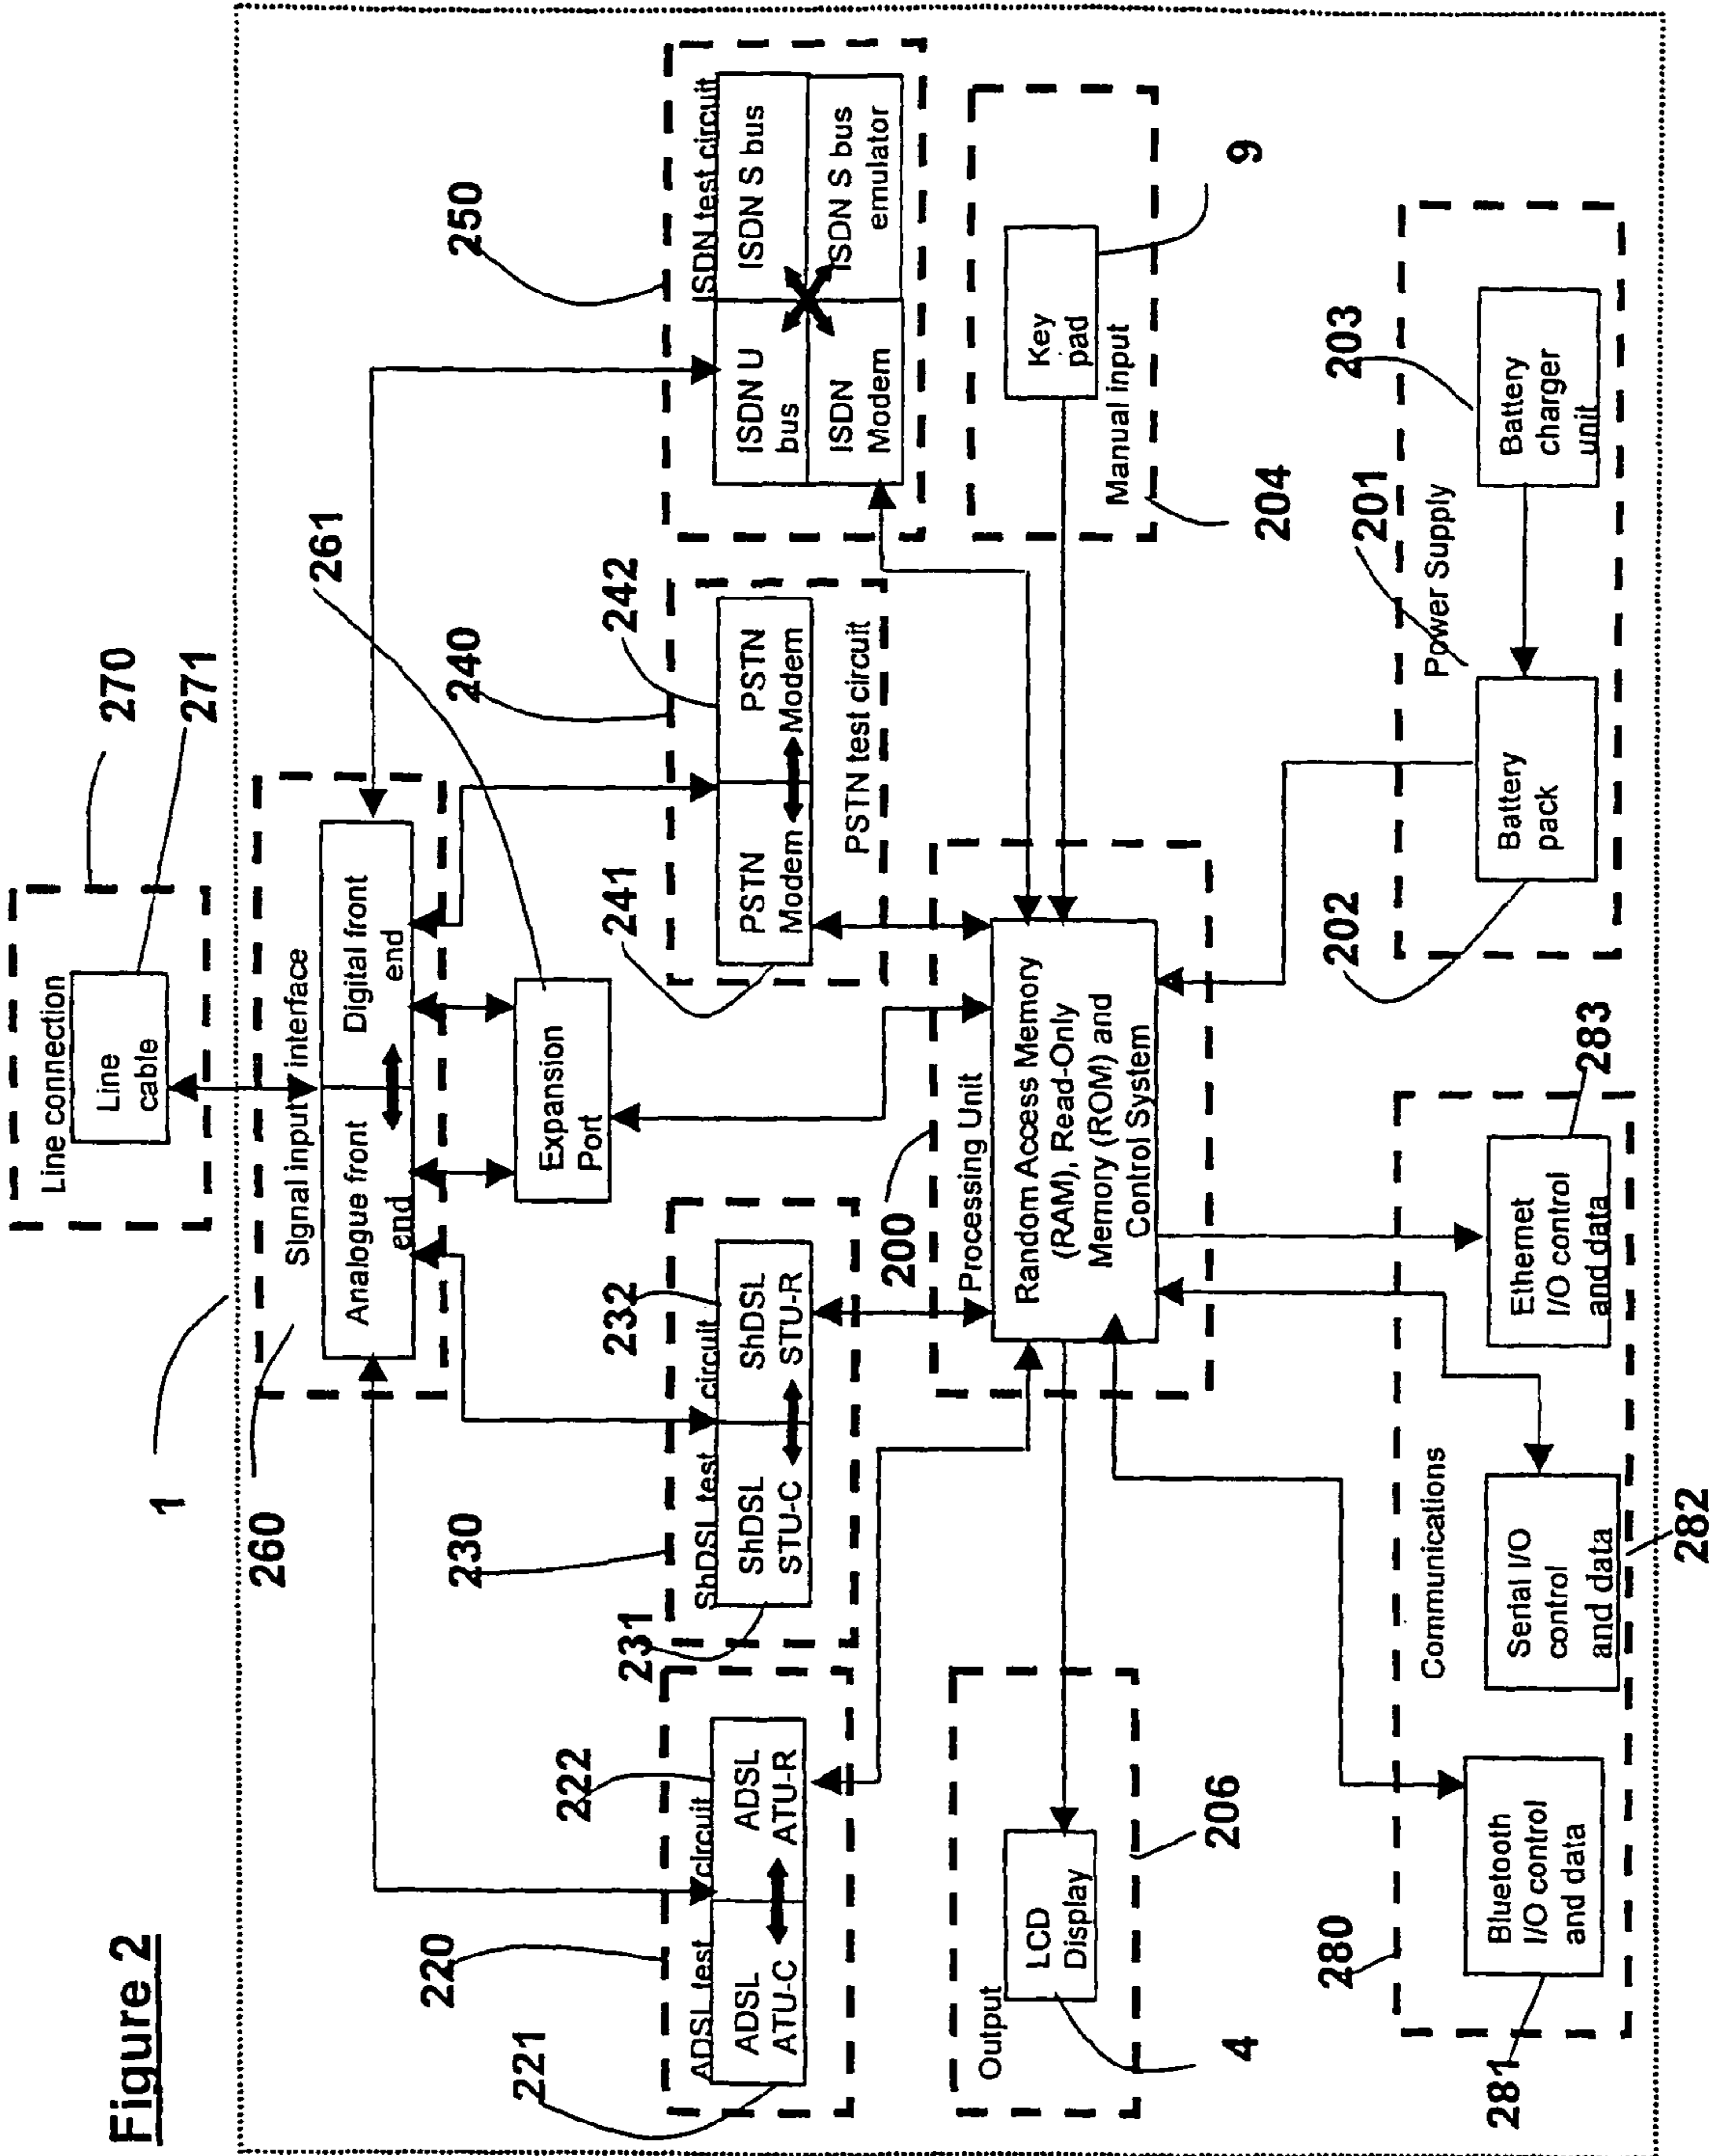 Figure 2
1
270
Line connection
Line
cable
271
260
SIgnal input interface
Analogue front
end
Digital front
end
261
Expansion
Port
220
ADSL test circuit
ADSL
ATU-C
ADSL
ATU-R
221
222
230
ShDSL test circuit
ShDSL
STU-C
ShDSL
STU-R
231
232
240
PSTN
Modem
PSTN
Modem
PSTN test circuit
241
242
250
ISDN test circuit
ISDN U
bus
ISDN S bus
ISDN
Modem
ISDN S bus
emulator
Output
LCD
Display
4
206
200
Processing Unit
Random Access Memory
(RAM), Read-Only
Memory (ROM) and
Control System
Key
pad
Manual input
9
204
280
Communications
Bluetooth
I/O control
and data
281
Serial I/O
control
and data
282
Ethernet
I/O control
and data
283
201
Power Supply
Battery
pack
202
Battery
charger
unit
203